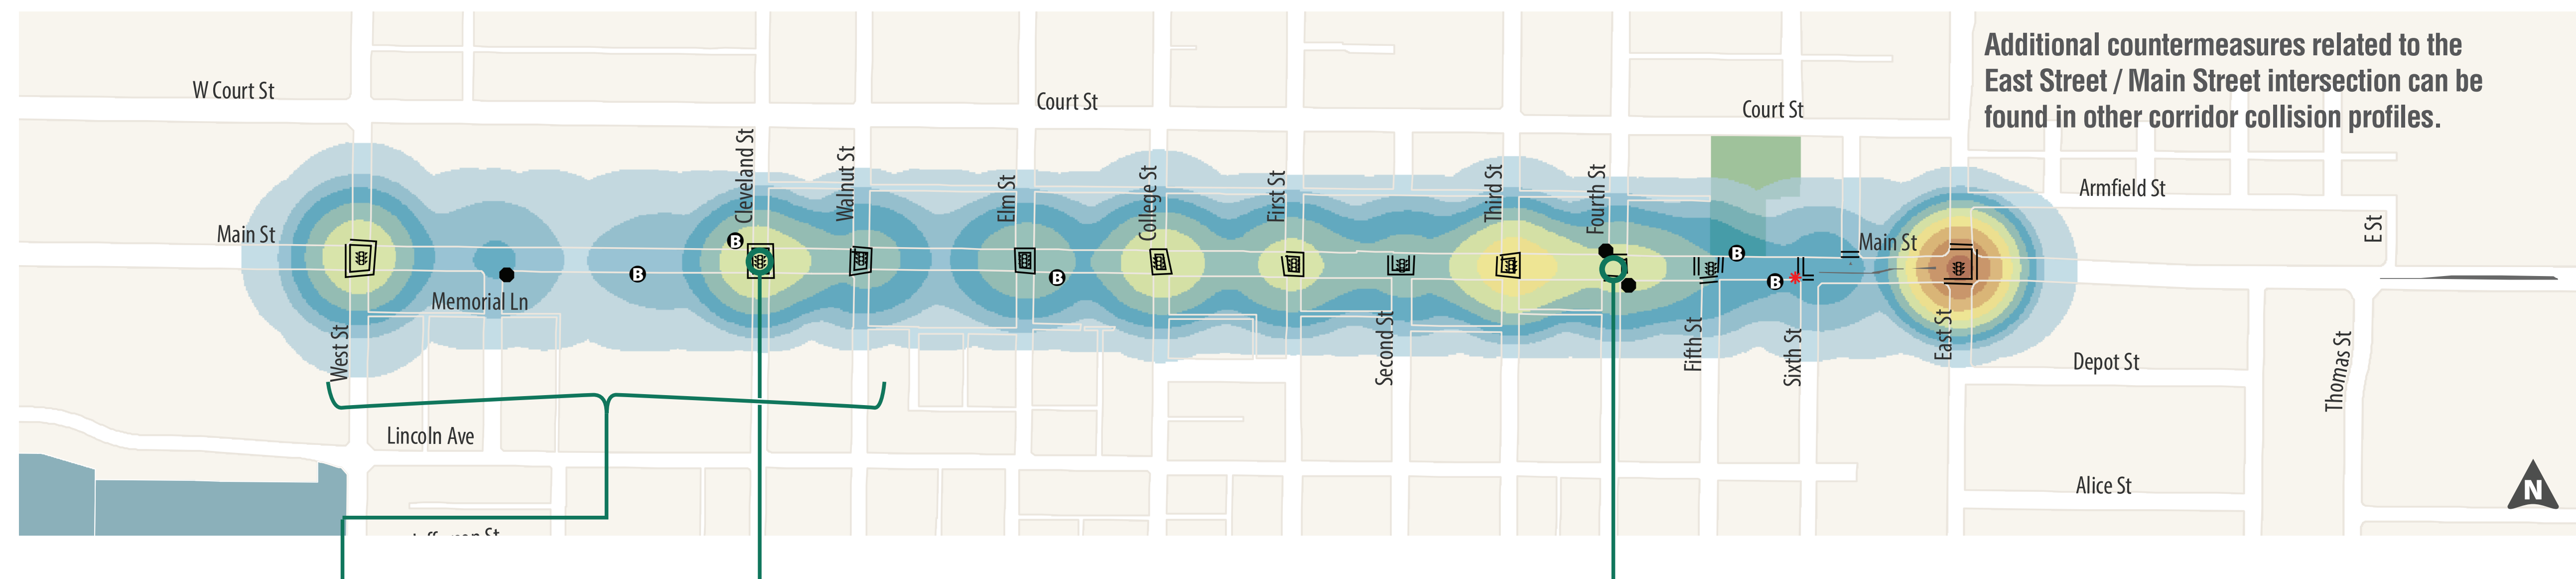 Additional countermeasures related to the
East Street / Main Street intersection can be
found in other corridor collision profiles.
W Court St
Court St
Court St
Cleveland St
Walnut St
Elm St
College St
First St
Third St
Fourth St
Armfield St
E St
Main St
Main St
B
B
B
B
B
Memorial Ln
West St
Second St
Fifth St
Sixth St
East St
Depot St
Thomas St
Lincoln Ave
Alice St
N